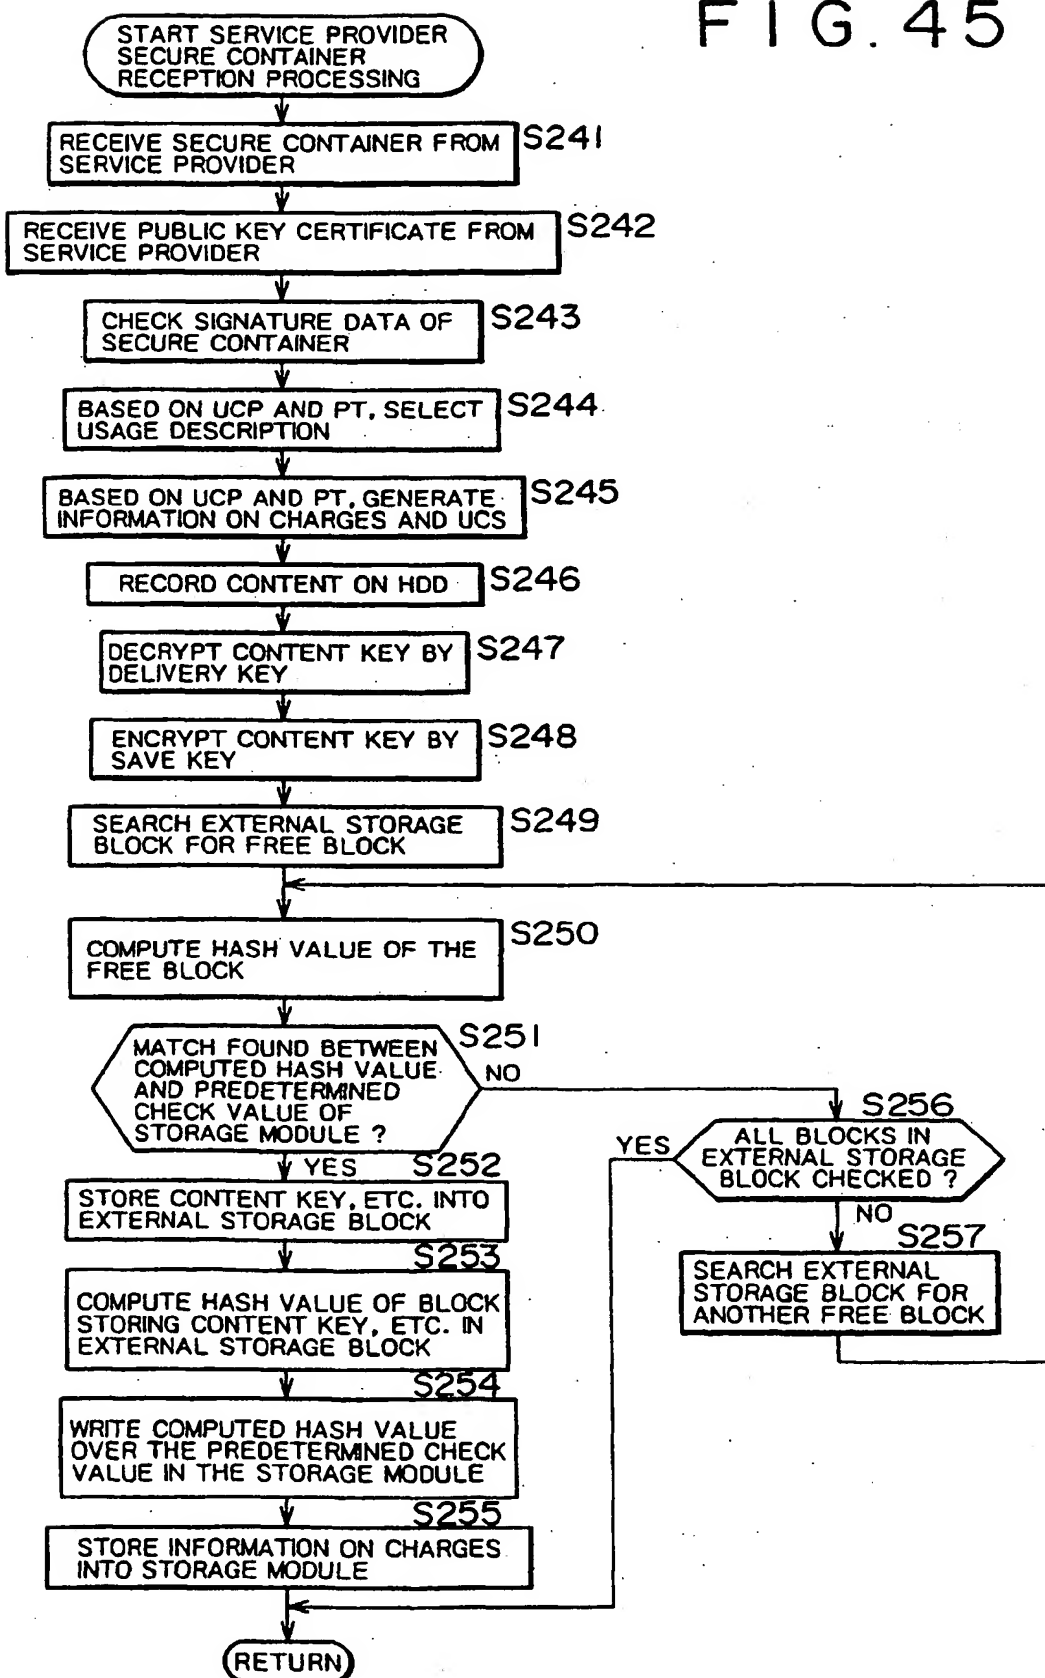 FIG. 45
START SERVICE PROVIDER
SECURE CONTAINER
RECEPTION PROCESSING
RECEIVE SECURE CONTAINER FROM
SERVICE PROVIDER
S241
RECEIVE PUBLIC KEY CERTIFICATE FROM
SERVICE PROVIDER
S242
CHECK SIGNATURE DATA OF
SECURE CONTAINER
S243
BASED ON UCP AND PT, SELECT
USAGE DESCRIPTION
S244
BASED ON UCP AND PT, GENERATE
INFORMATION ON CHARGES AND UCS
S245
RECORD CONTENT ON HDD
S246
DECRYPT CONTENT KEY BY
DELIVERY KEY
S247
ENCRYPT CONTENT KEY BY
SAVE KEY
S248
SEARCH EXTERNAL STORAGE
BLOCK FOR FREE BLOCK
S249
COMPUTE HASH VALUE OF THE
FREE BLOCK
S250
MATCH FOUND BETWEEN
COMPUTED HASH VALUE
AND PREDETERMINED
CHECK VALUE OF
STORAGE MODULE ?
S251
NO
YES
S252
STORE CONTENT KEY, ETC. INTO
EXTERNAL STORAGE BLOCK
S253
COMPUTE HASH VALUE OF BLOCK
STORING CONTENT KEY, ETC. IN
EXTERNAL STORAGE BLOCK
S254
WRITE COMPUTED HASH VALUE
OVER THE PREDETERMINED CHECK
VALUE IN THE STORAGE MODULE
S255
STORE INFORMATION ON CHARGES
INTO STORAGE MODULE
S256
ALL BLOCKS IN
EXTERNAL STORAGE
BLOCK CHECKED ?
YES
NO
S257
SEARCH EXTERNAL
STORAGE BLOCK FOR
ANOTHER FREE BLOCK
RETURN